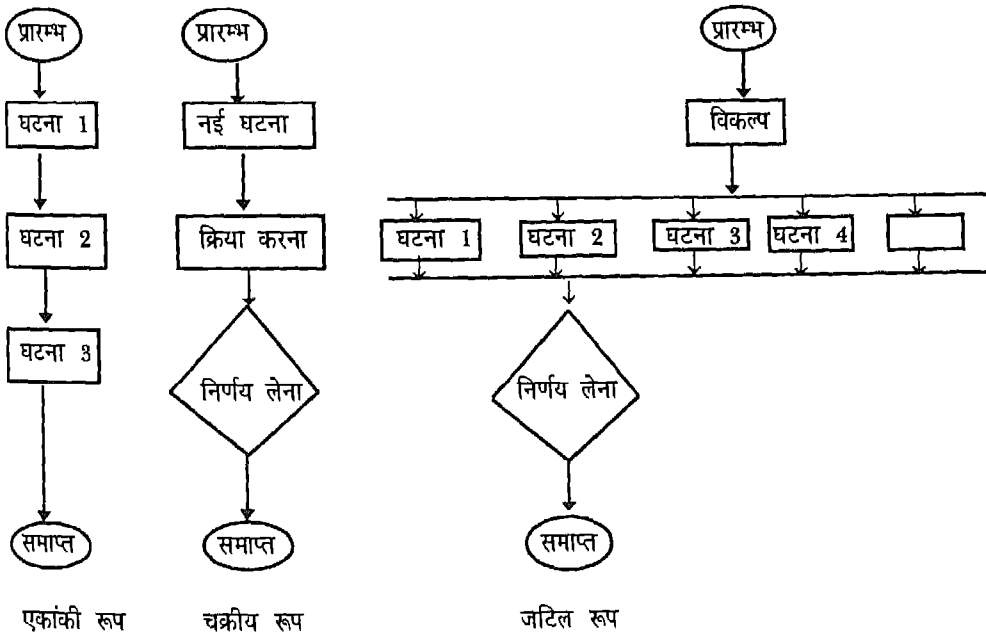 प्रारम्भ
घटना 1
घटना 2
घटना 3
समाप्त
एकांकी रूप
प्रारम्भ
नई घटना
क्रिया करना
निर्णय लेना
समाप्त
चक्रीय रूप
प्रारम्भ
विकल्प
घटना 1 घटना 2 घटना 3 घटना 4
निर्णय लेना
समाप्त
जटिल रूप